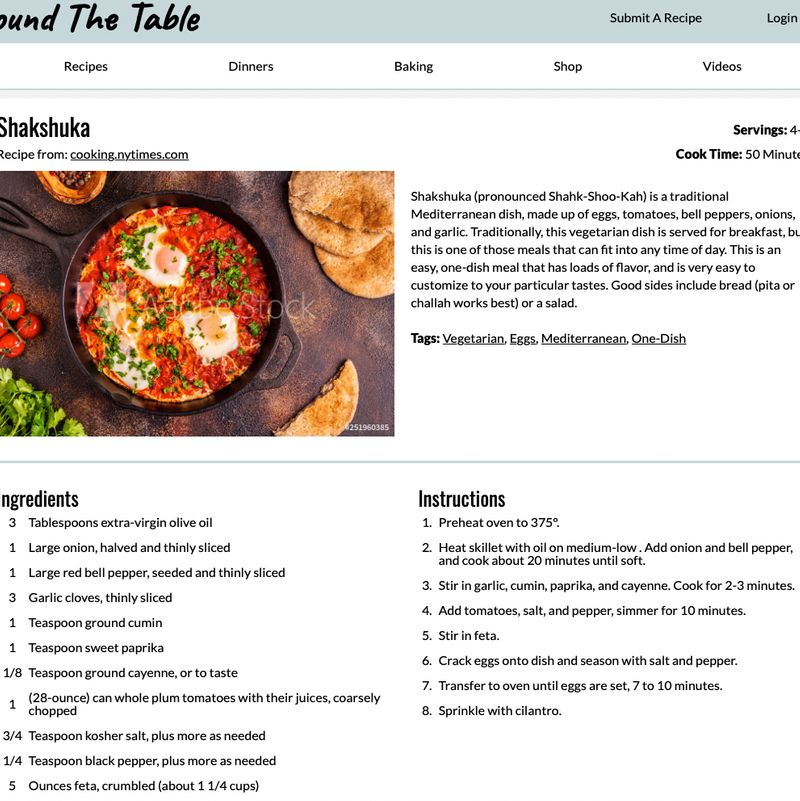 ound The Table
Submit A Recipe
Login
Recipes
Dinners
Baking
Shop
Videos
Shakshuka
Servings: 4-
Recipe from: cooking.nytimes.com
Cook Time: 50 Minute
Adobe Stock
#251960385
Shakshuka (pronounced Shahk-Shoo-Kah) is a traditional
Mediterranean dish, made up of eggs, tomatoes, bell peppers, onions,
and garlic. Traditionally, this vegetarian dish is served for breakfast, bu
this is one of those meals that can fit into any time of day. This is an
easy, one-dish meal that has loads of flavor, and is very easy to
customize to your particular tastes. Good sides include bread (pita or
challah works best) or a salad.
Tags: Vegetarian, Eggs, Mediterranean, One-Dish
Ingredients
3 Tablespoons extra-virgin olive oil
1 Large onion, halved and thinly sliced
1 Large red bell pepper, seeded and thinly sliced
3 Garlic cloves, thinly sliced
1 Teaspoon ground cumin
1 Teaspoon sweet paprika
1/8 Teaspoon ground cayenne, or to taste
1 (28-ounce) can whole plum tomatoes with their juices, coarsely
chopped
3/4 Teaspoon kosher salt, plus more as needed
1/4 Teaspoon black pepper, plus more as needed
5 Ounces feta, crumbled (about 1 1/4 cups)
Instructions
1. Preheat oven to 375º.
2. Heat skillet with oil on medium-low . Add onion and bell pepper,
and cook about 20 minutes until soft.
3. Stir in garlic, cumin, paprika, and cayenne. Cook for 2-3 minutes.
4. Add tomatoes, salt, and pepper, simmer for 10 minutes.
5. Stir in feta.
6. Crack eggs onto dish and season with salt and pepper.
7. Transfer to oven until eggs are set, 7 to 10 minutes.
8. Sprinkle with cilantro.